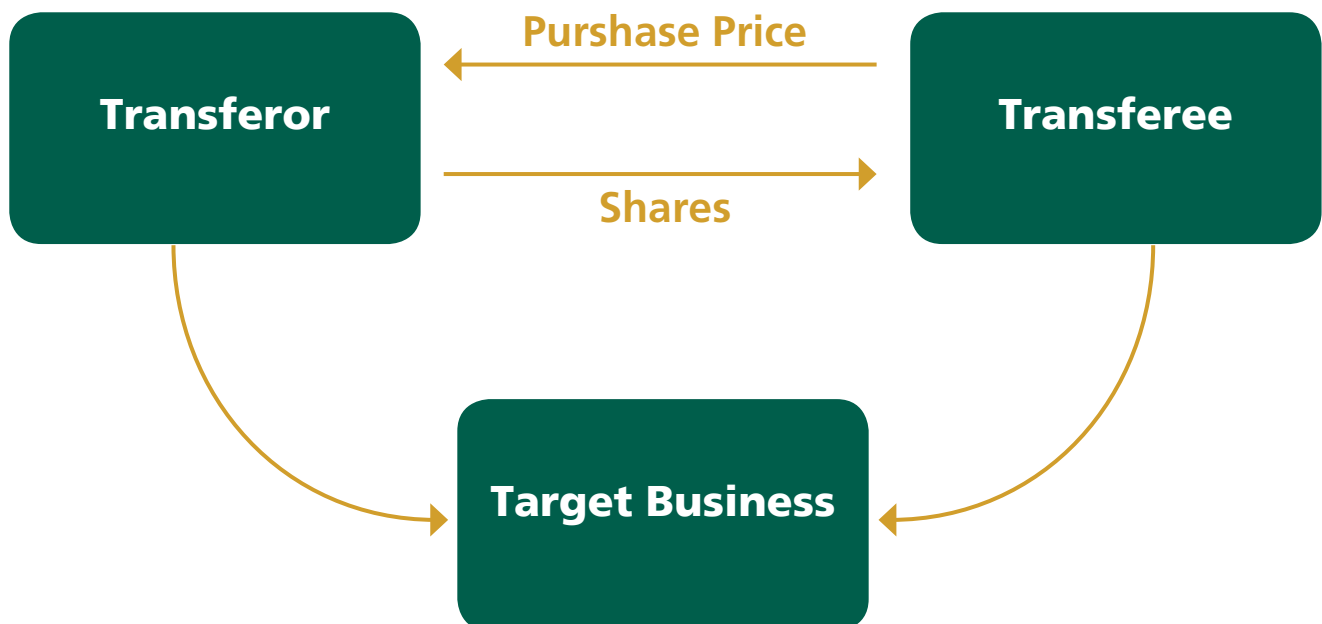 Purshase Price
Transferor
Transferee
Shares
Target Business